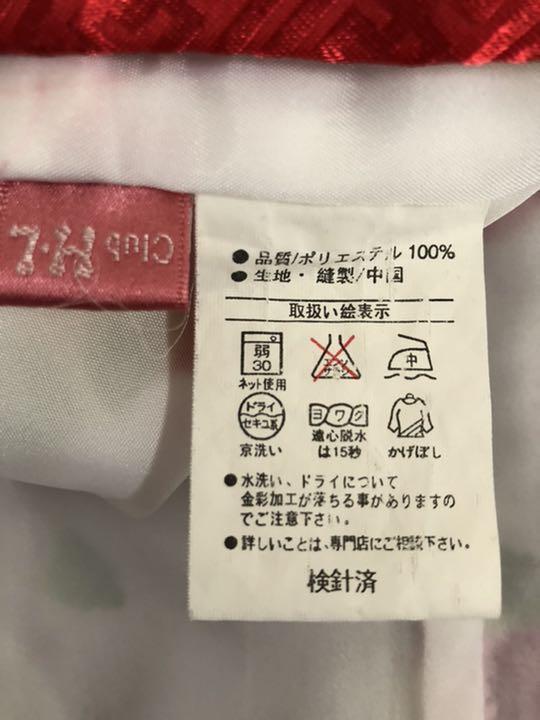 Club
●品質/ポリエステル 100%
●生地・縫製/中国
取扱い絵表示
弱
30
中
ネット使用
ドライ
セキユ系
ヨワク
京洗い
遠心脱水
は15秒
かげぼし
●水洗い、ドライについて
金彩加工が落ちる事がありますの
でご注意下さい。
●詳しいことは、専門店にご相談下さい。
検針済